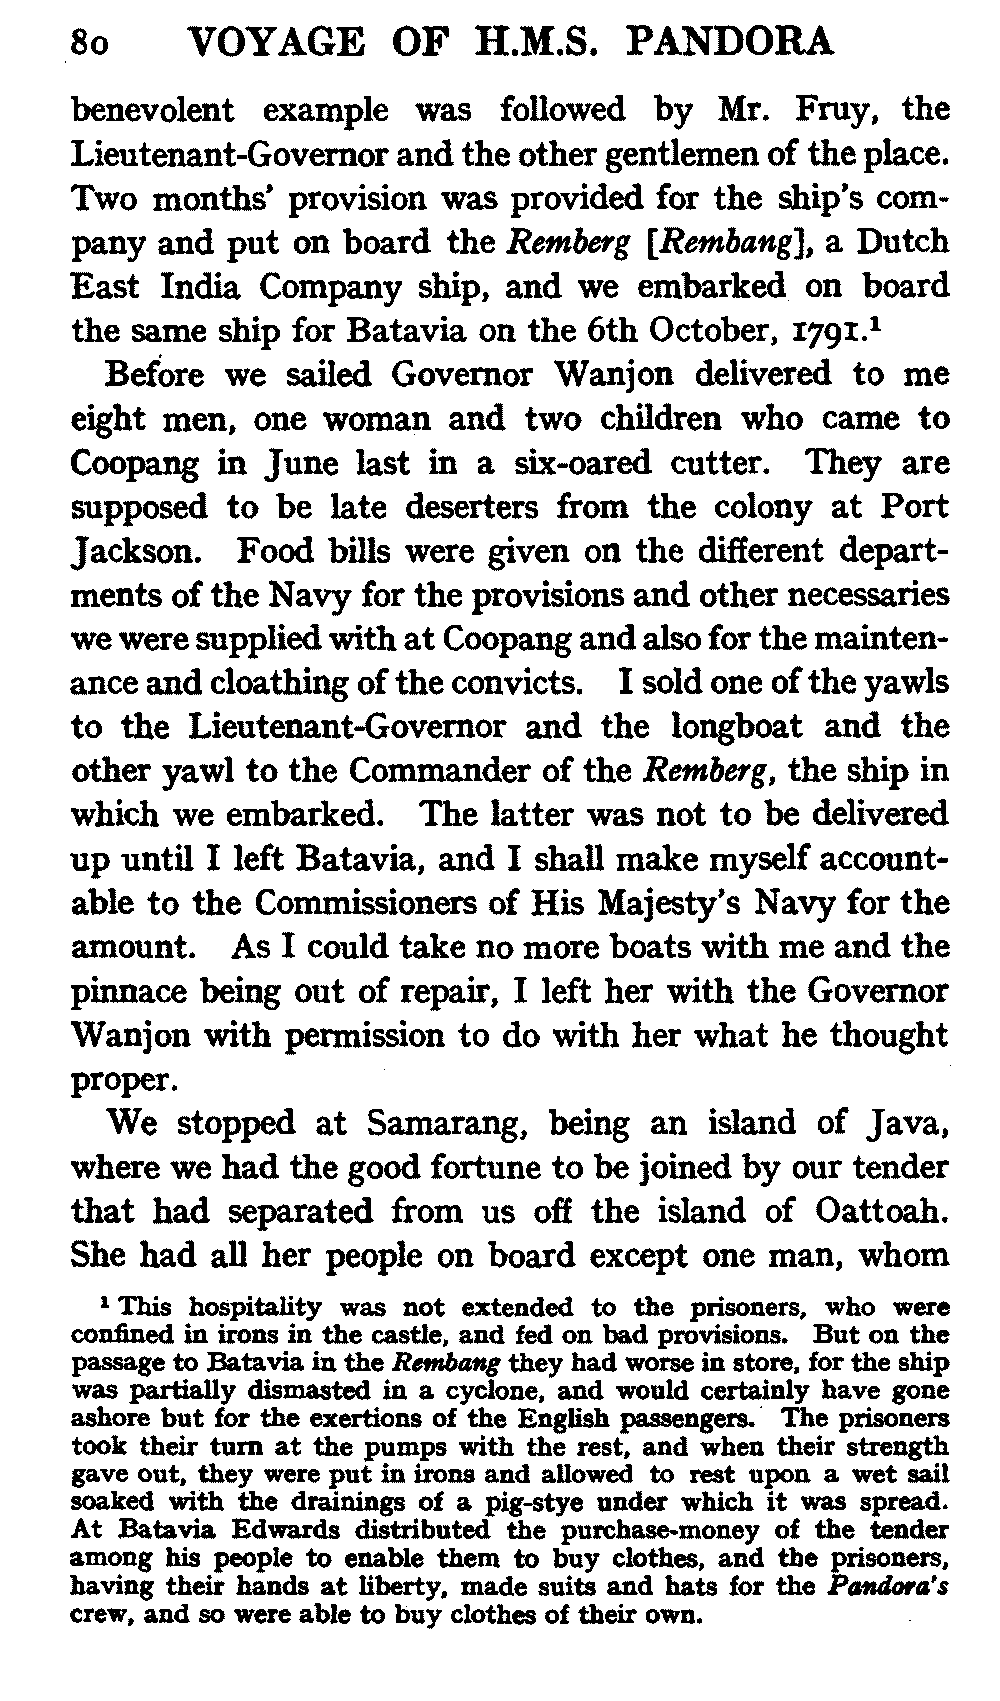 80 VOYAGE OF H.M.S. PANDORA
benevolent example was followed by Mr. Fruy, the
Lieutenant-Governor and the other gentlemen of the place.
Two months' provision was provided for the ship's com-
pany and put on board the Remberg [Rembang], a Dutch
East India Company ship, and we embarked on board
the same ship for Batavia on the 6th October, 1791.¹
Before we sailed Governor Wanjon delivered to me
eight men, one woman and two children who came to
Coopang in June last in a six-oared cutter. They are
supposed to be late deserters from the colony at Port
Jackson. Food bills were given on the different depart-
ments of the Navy for the provisions and other necessaries
we were supplied with at Coopang and also for the mainten-
ance and cloathing of the convicts. I sold one of the yawls
to the Lieutenant-Governor and the longboat and the
other yawl to the Commander of the Remberg, the ship in
which we embarked. The latter was not to be delivered
up until I left Batavia, and I shall make myself account-
able to the Commissioners of His Majesty's Navy for the
amount. As I could take no more boats with me and the
pinnace being out of repair, I left her with the Governor
Wanjon with permission to do with her what he thought
proper.
We stopped at Samarang, being an island of Java,
where we had the good fortune to be joined by our tender
that had separated from us off the island of Oattoah.
She had all her people on board except one man, whom
¹ This hospitality was not extended to the prisoners, who were
confined in irons in the castle, and fed on bad provisions. But on the
passage to Batavia in the Rembang they had worse in store, for the ship
was partially dismasted in a cyclone, and would certainly have gone
ashore but for the exertions of the English passengers. The prisoners
took their turn at the pumps with the rest, and when their strength
gave out, they were put in irons and allowed to rest upon a wet sail
soaked with the drainings of a pig-stye under which it was spread.
At Batavia Edwards distributed the purchase-money of the tender
among his people to enable them to buy clothes, and the prisoners,
having their hands at liberty, made suits and hats for the Pandora's
crew, and so were able to buy clothes of their own.